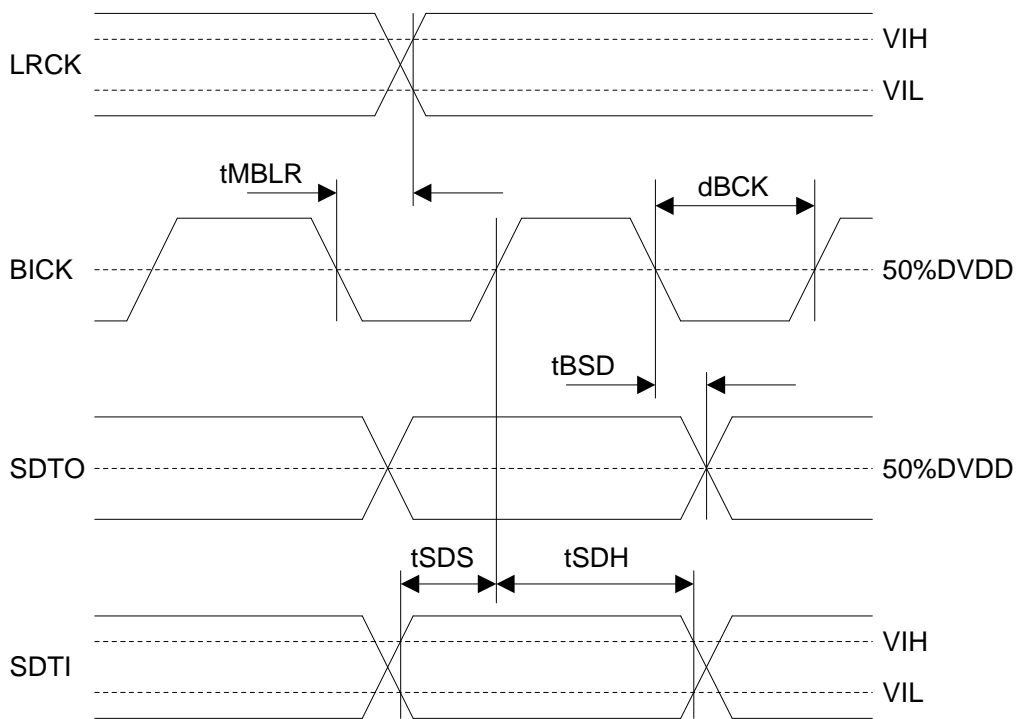 VIH
LRCK
VIL
tMBLR
dBCK
BICK
50%DVDD
tBSD
SDTO
50%DVDD
tSDS
tSDH
VIH
SDTI
VIL